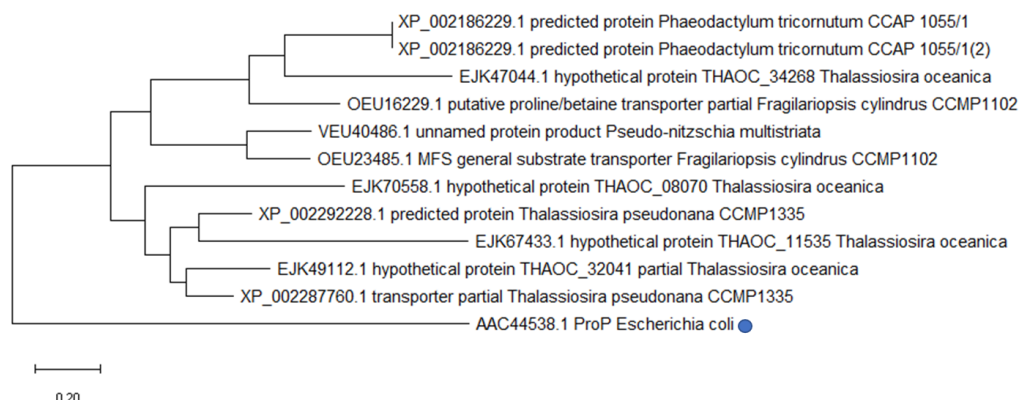 XP_002186229.1 predicted protein Phaeodactylum tricornutum CCAP 1055/1
XP_002186229.1 predicted protein Phaeodactylum tricornutum CCAP 1055/1(2)
EJK47044.1 hypothetical protein THAOC_34268 Thalassiosira oceanica
OEU16229.1 putative proline/betaine transporter partial Fragilariopsis cylindrus CCMP1102
VEU40486.1 unnamed protein product Pseudo-nitzschia multistriata
OEU23485.1 MFS general substrate transporter Fragilariopsis cylindrus CCMP1102
EJK70558.1 hypothetical protein THAOC_08070 Thalassiosira oceanica
XP_002292228.1 predicted protein Thalassiosira pseudonana CCMP1335
EJK67433.1 hypothetical protein THAOC_11535 Thalassiosira oceanica
EJK49112.1 hypothetical protein THAOC_32041 partial Thalassiosira oceanica
XP_002287760.1 transporter partial Thalassiosira pseudonana CCMP1335
AAC44538.1 ProP Escherichia coli
0.20